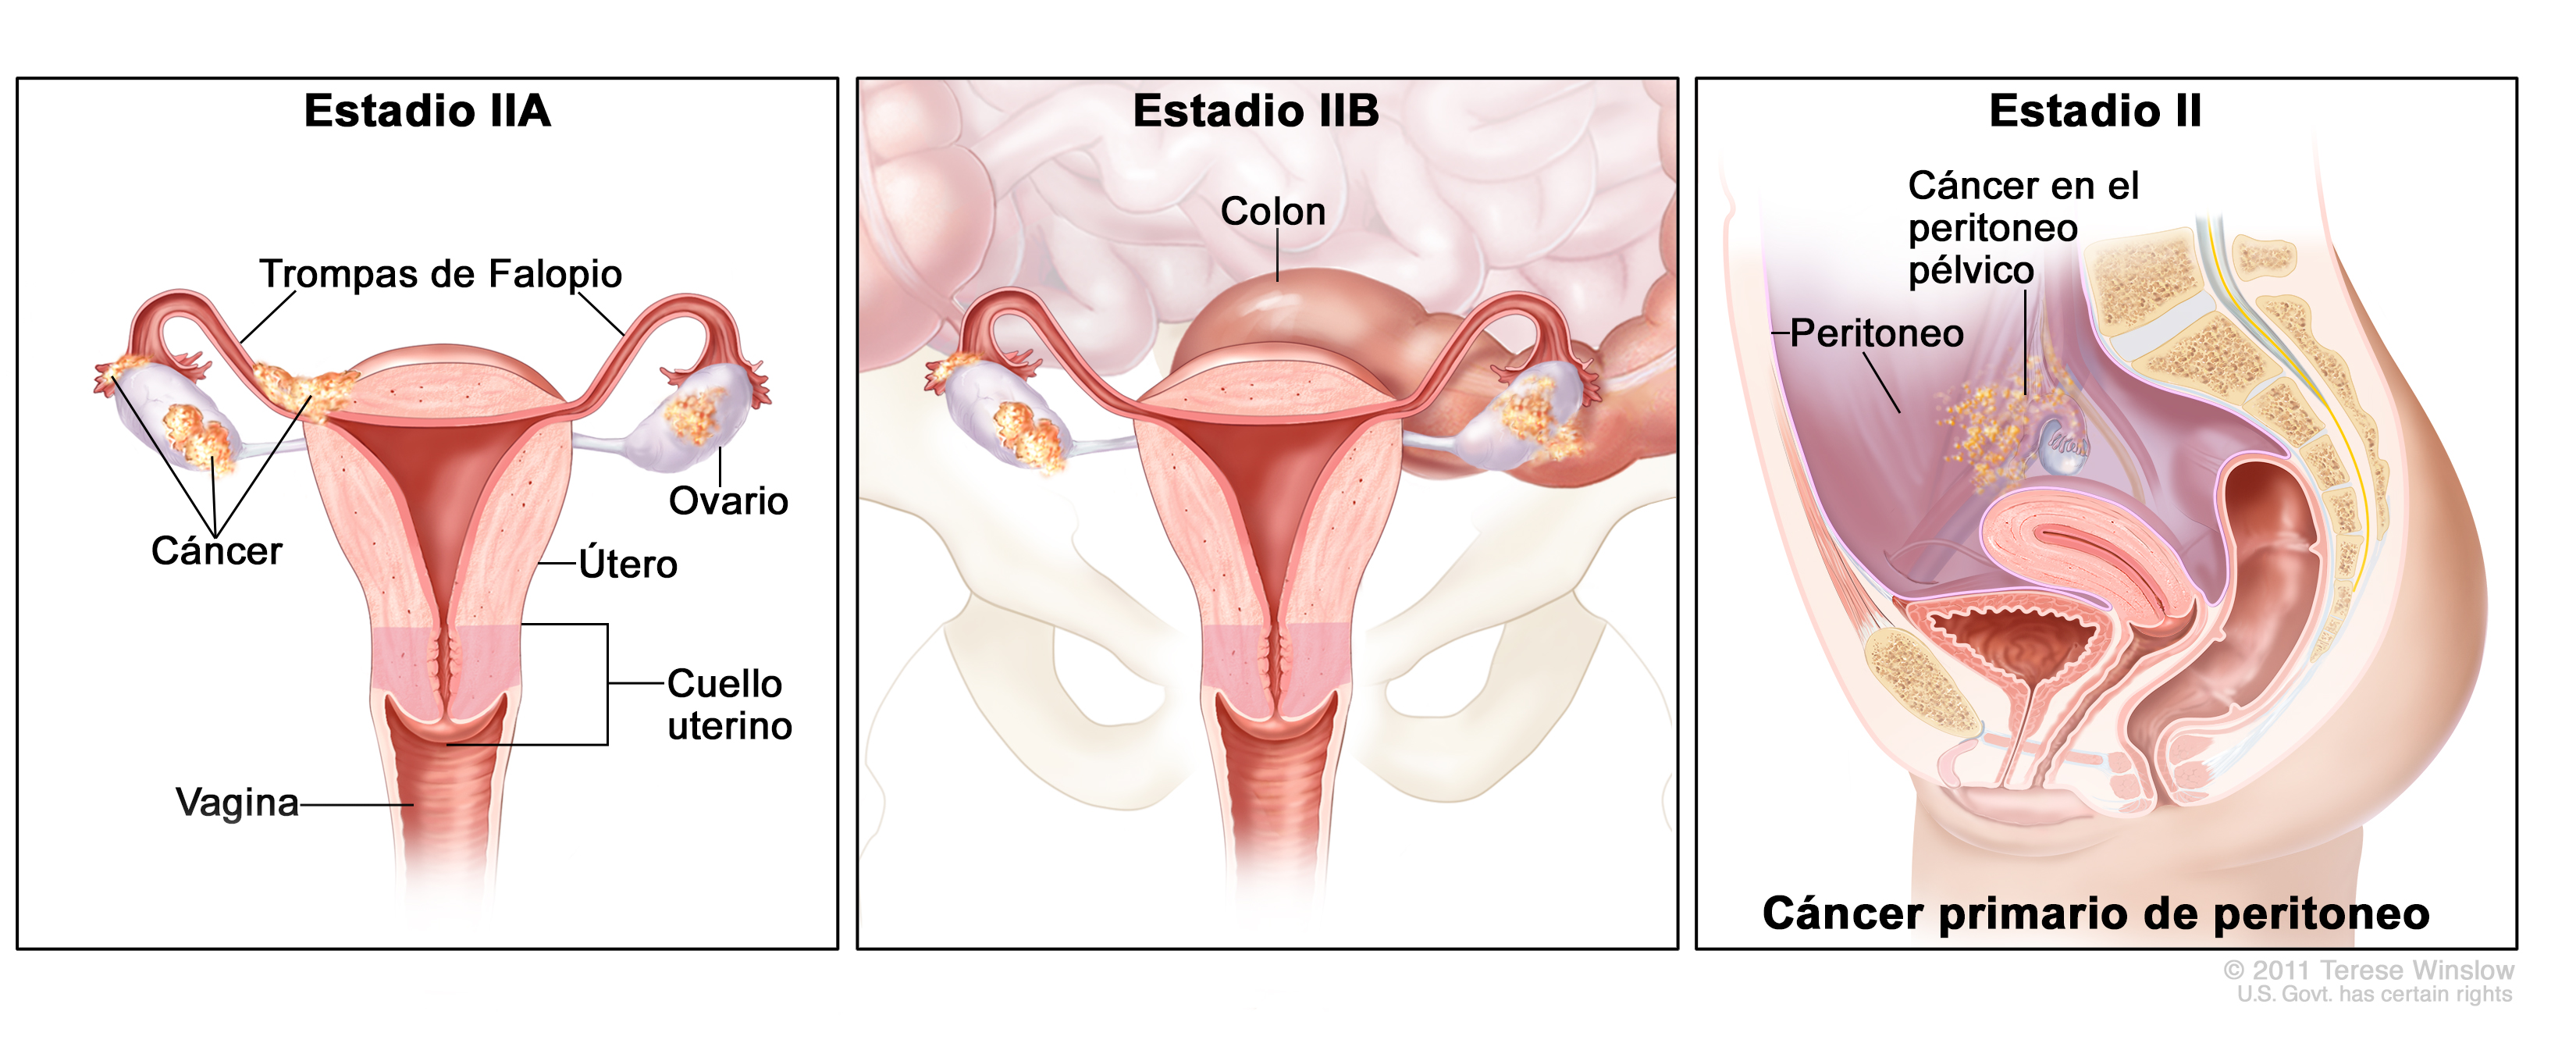 Estadio IIA
Trompas de Falopio
Ovario
Cáncer
Útero
Cuello
uterino
Vagina
Estadio IIB
Colon
Estadio II
Cáncer en el
peritoneo
pélvico
Peritoneo
Cáncer primario de peritoneo
© 2011 Terese Winslow
U.S. Govt. has certain rights